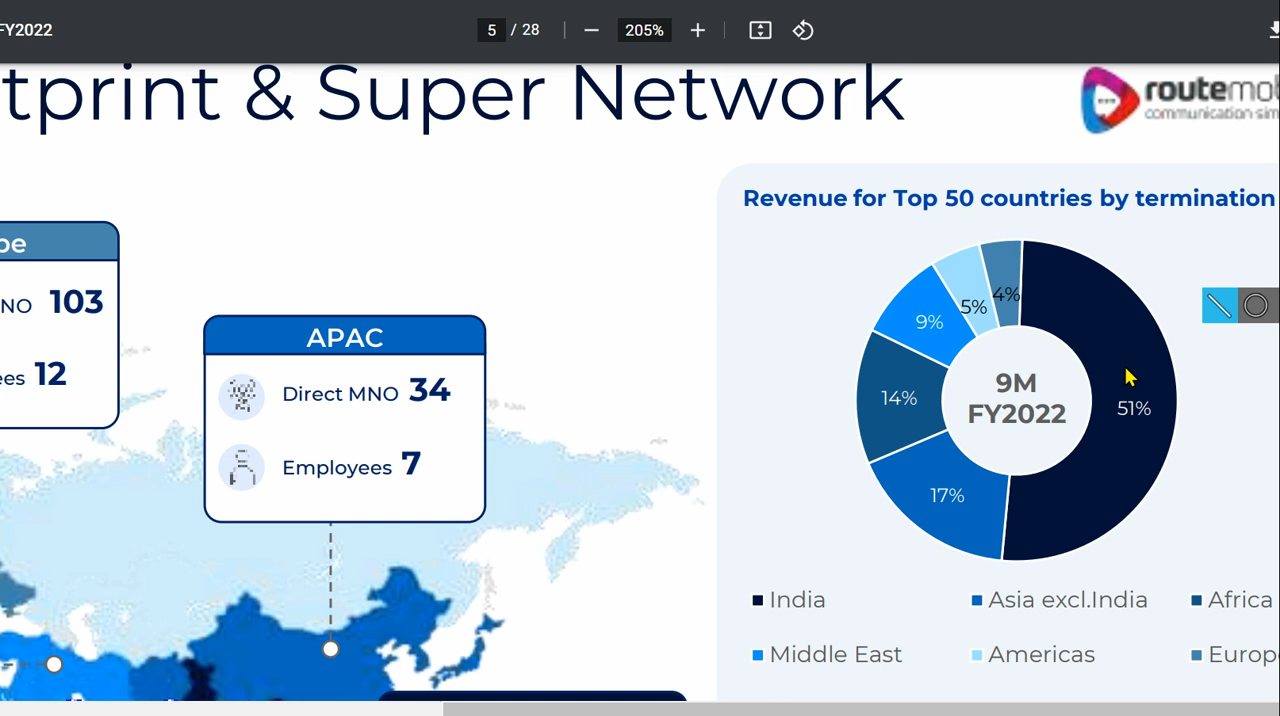 FY2022
5 / 28
205%
tprint & Super Network
routemob
communication sim
Revenue for Top 50 countries by termination
pe
NO 103
ees 12
APAC
Direct MNO 34
Employees 7
4%
5%
9%
14%
17%
51%
9M
FY2022
India
Asia excl.India
Africa
Middle East
Americas
Europ